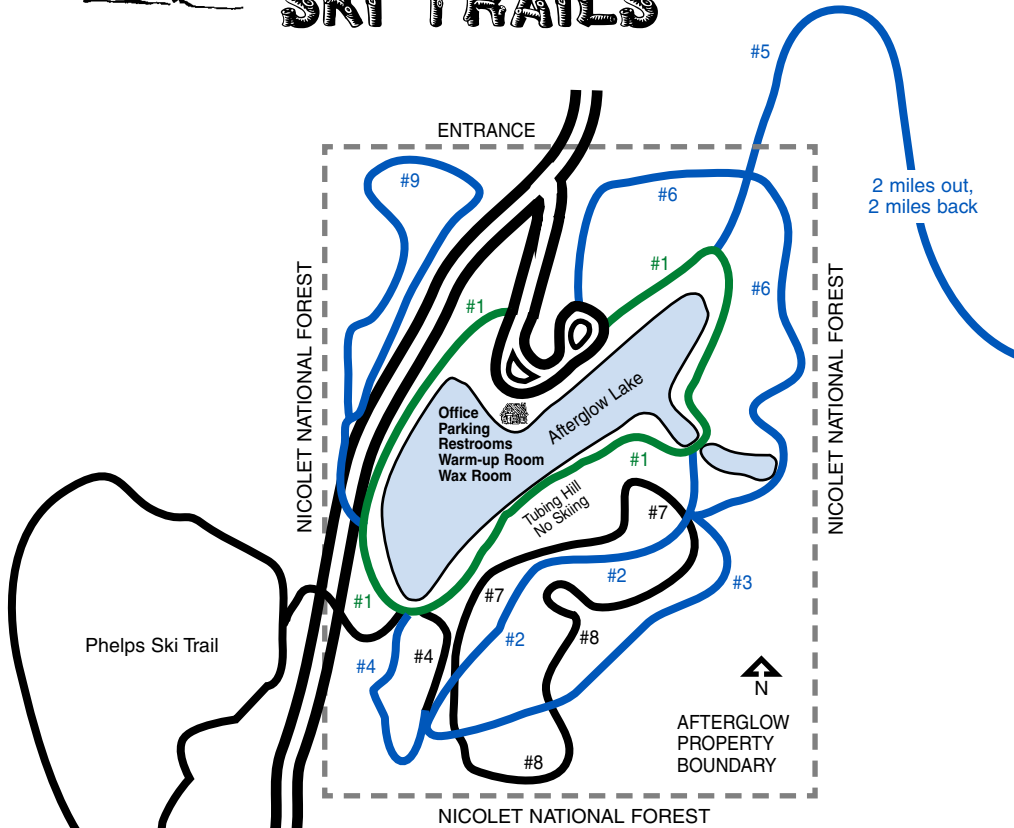 SKI TRAILS
#5
ENTRANCE
#9
#6
2 miles out,
2 miles back
#1
#1
#6
NICOLET NATIONAL FOREST
NICOLET NATIONAL FOREST
Afterglow Lake
Office
Parking
Restrooms
Warm-up Room
Wax Room
#1
Tubing Hill
No Skiing
#7
#2
#3
#7
#1
#2
#8
Phelps Ski Trail
#4
#4
N
AFTERGLOW
PROPERTY
BOUNDARY
#8
NICOLET NATIONAL FOREST